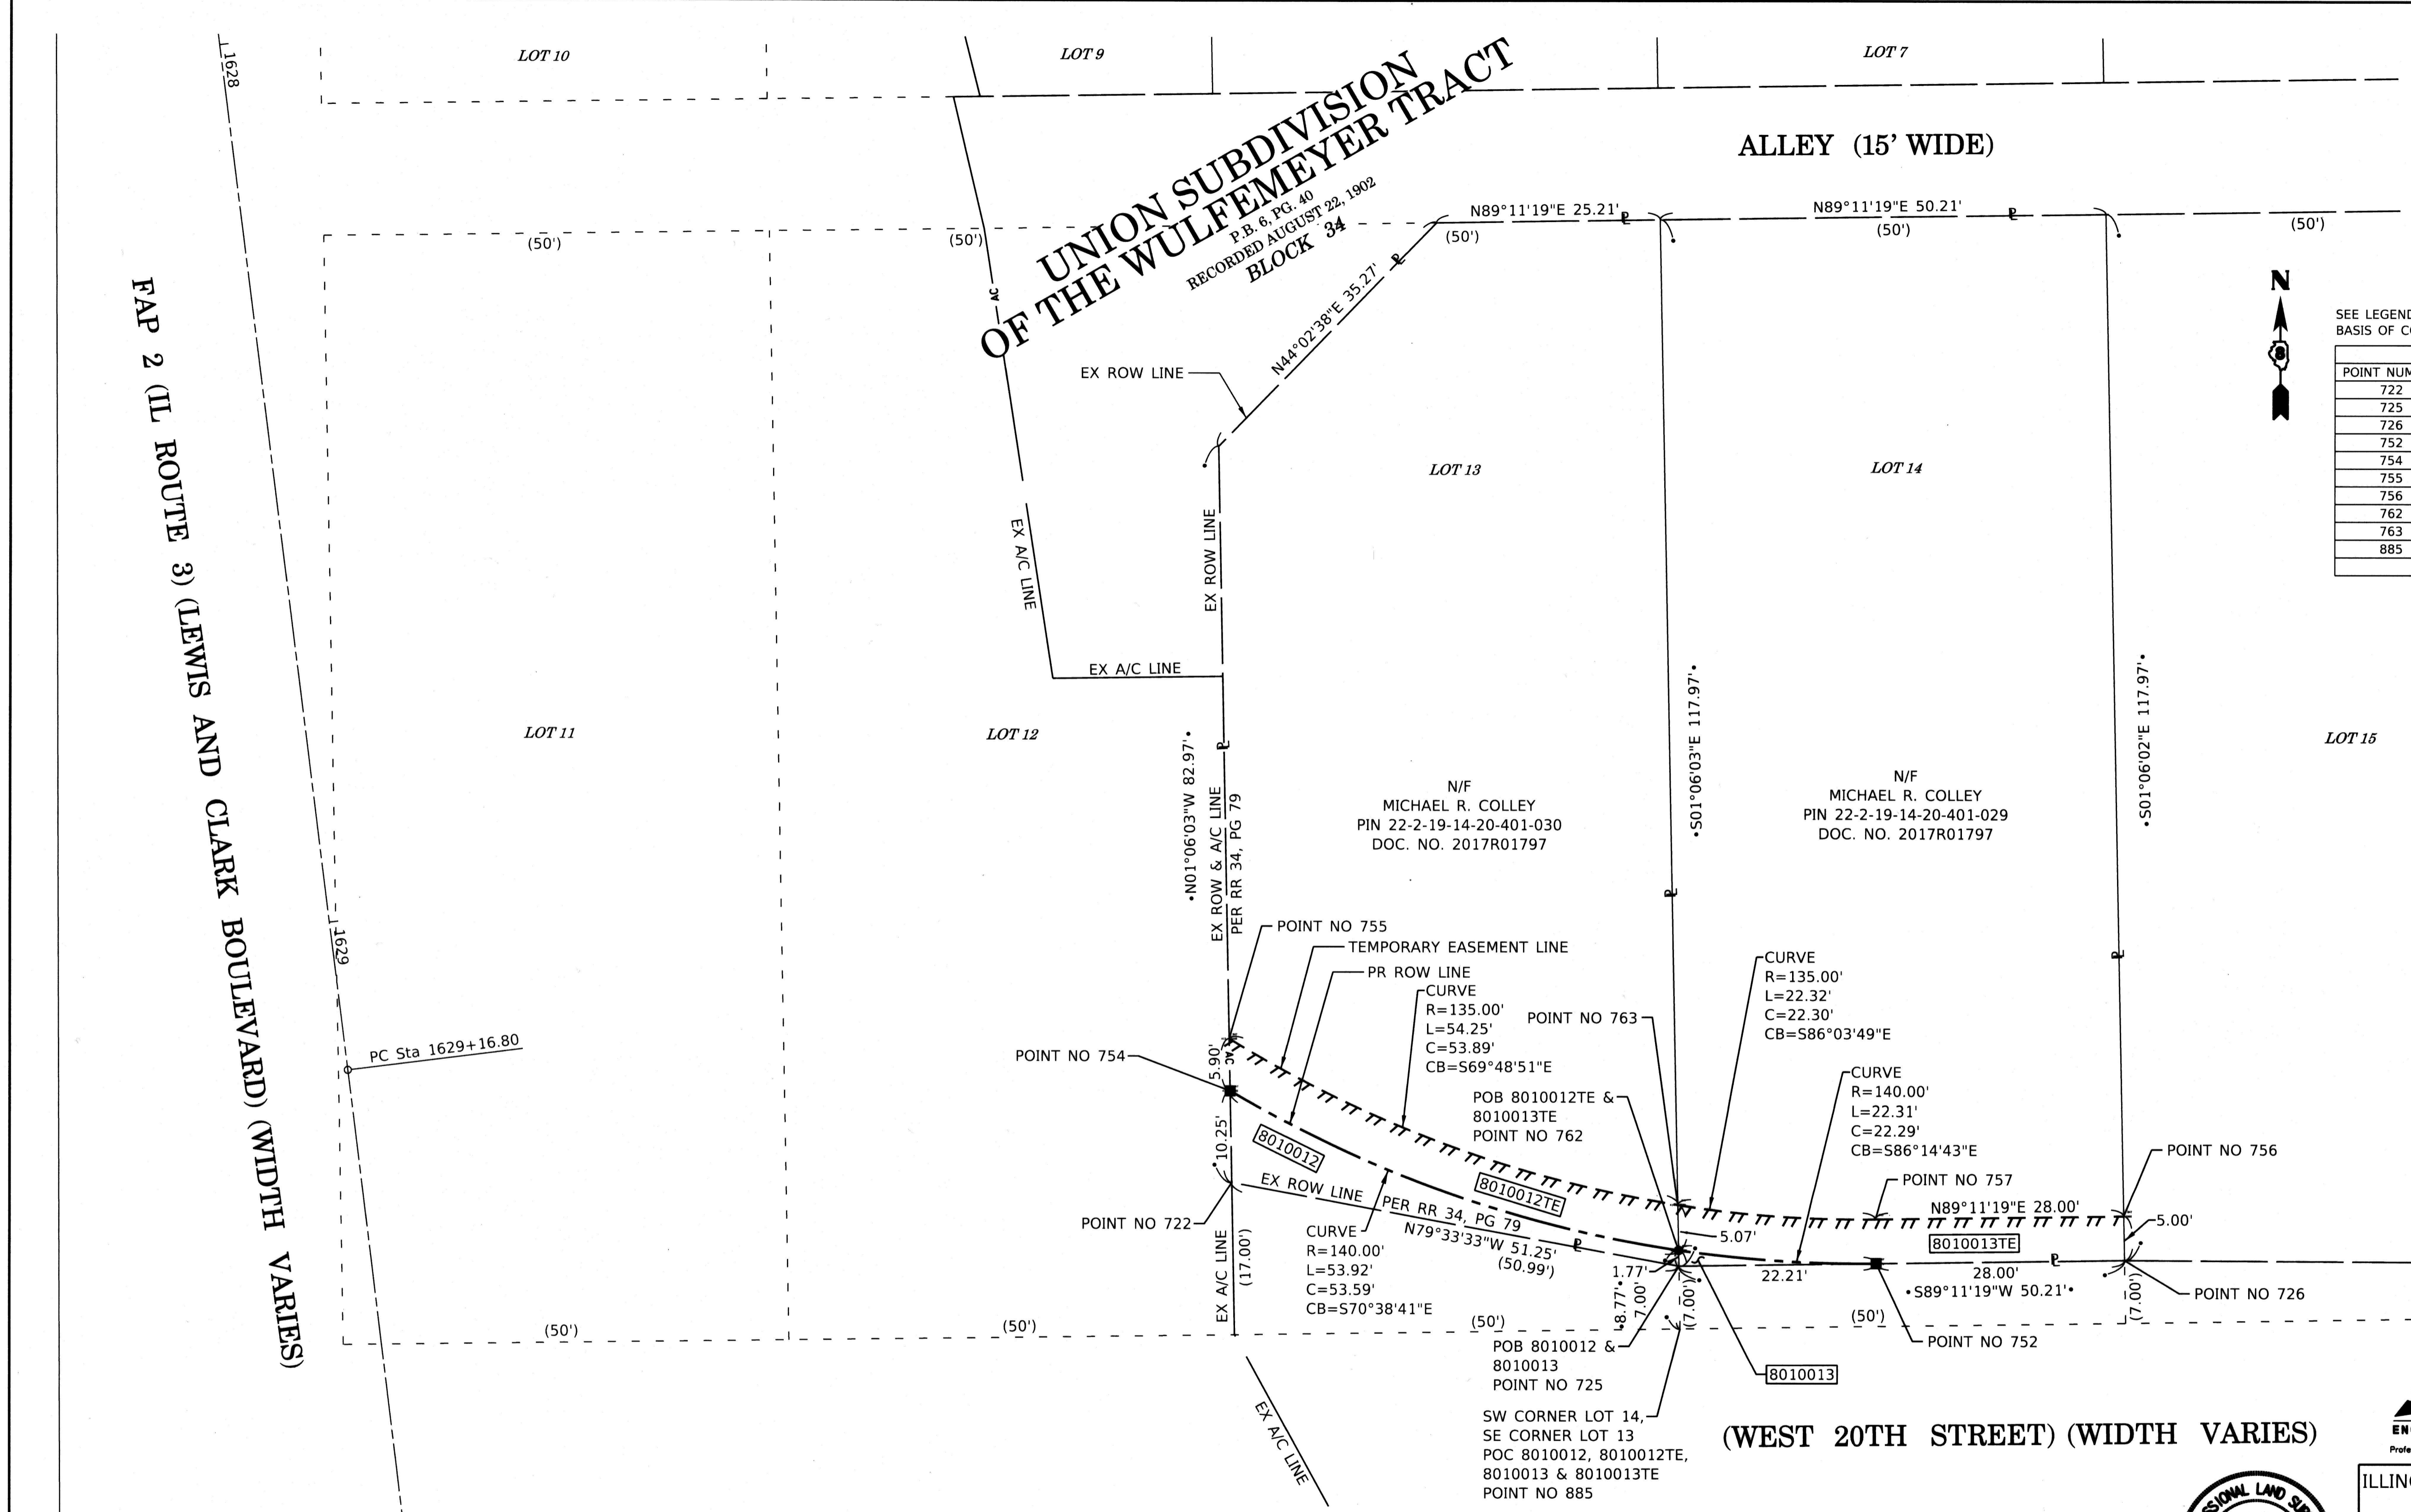 LOT 10
LOT 9
LOT 7
1628
UNION SUBDIVISION
OF THE WULFEMEYER TRACT
P.B. 6, PG. 40
RECORDED AUGUST 22, 1902
BLOCK 34
ALLEY (15' WIDE)
N89°11'19"E 25.21'
N89°11'19"E 50.21'
(50')
(50')
(50')
(50')
(50')
N44°02'38"E 35.27'
AC
EX ROW LINE
N
8
SEE LEGEND
POINT NUM
722
725
726
752
754
755
756
762
763
885
FAP 2 (IL ROUTE 3) (LEWIS AND CLARK BOULEVARD) (WIDTH VARIES)
LOT 13
LOT 14
EX A/C LINE
EX ROW LINE
EX A/C LINE
LOT 11
LOT 12
LOT 15
•N01°06'03"W 82.97'•
EX ROW & A/C LINE
PER RR 34, PG 79
•S01°06'03"E 117.97'•
•S01°06'02"E 117.97'•
N/F
MICHAEL R. COLLEY
PIN 22-2-19-14-20-401-030
DOC. NO. 2017R01797
N/F
MICHAEL R. COLLEY
PIN 22-2-19-14-20-401-029
DOC. NO. 2017R01797
1629
PC Sta 1629+16.80
POINT NO 755
TEMPORARY EASEMENT LINE
PR ROW LINE
CURVE
R=135.00'
L=54.25'
C=53.89'
CB=S69°48'51"E
POINT NO 763
CURVE
R=135.00'
L=22.32'
C=22.30'
CB=S86°03'49"E
POINT NO 754
5.90'
AC
POB 8010012TE &
8010013TE
POINT NO 762
CURVE
R=140.00'
L=22.31'
C=22.29'
CB=S86°14'43"E
•10.25'
8010012
8010012TE
POINT NO 757
POINT NO 756
N89°11'19"E 28.00'
5.00'
8010013TE
5.07'
POINT NO 722
EX ROW LINE
PER RR 34, PG 79
N79°33'33"W 51.25'
(50.99')
EX A/C LINE
(17.00')
CURVE
R=140.00'
L=53.92'
C=53.59'
CB=S70°38'41"E
1.77'
•8.77'•
7.00'
(7.00')
22.21'
28.00'
•S89°11'19"W 50.21'•
(7.00')
POINT NO 726
(50')
(50')
(50')
(50')
POINT NO 752
POB 8010012 &
8010013
POINT NO 725
8010013
EX A/C LINE
SW CORNER LOT 14,
SE CORNER LOT 13
POC 8010012, 8010012TE,
8010013 & 8010013TE
POINT NO 885
(WEST 20TH STREET) (WIDTH VARIES)
LAND